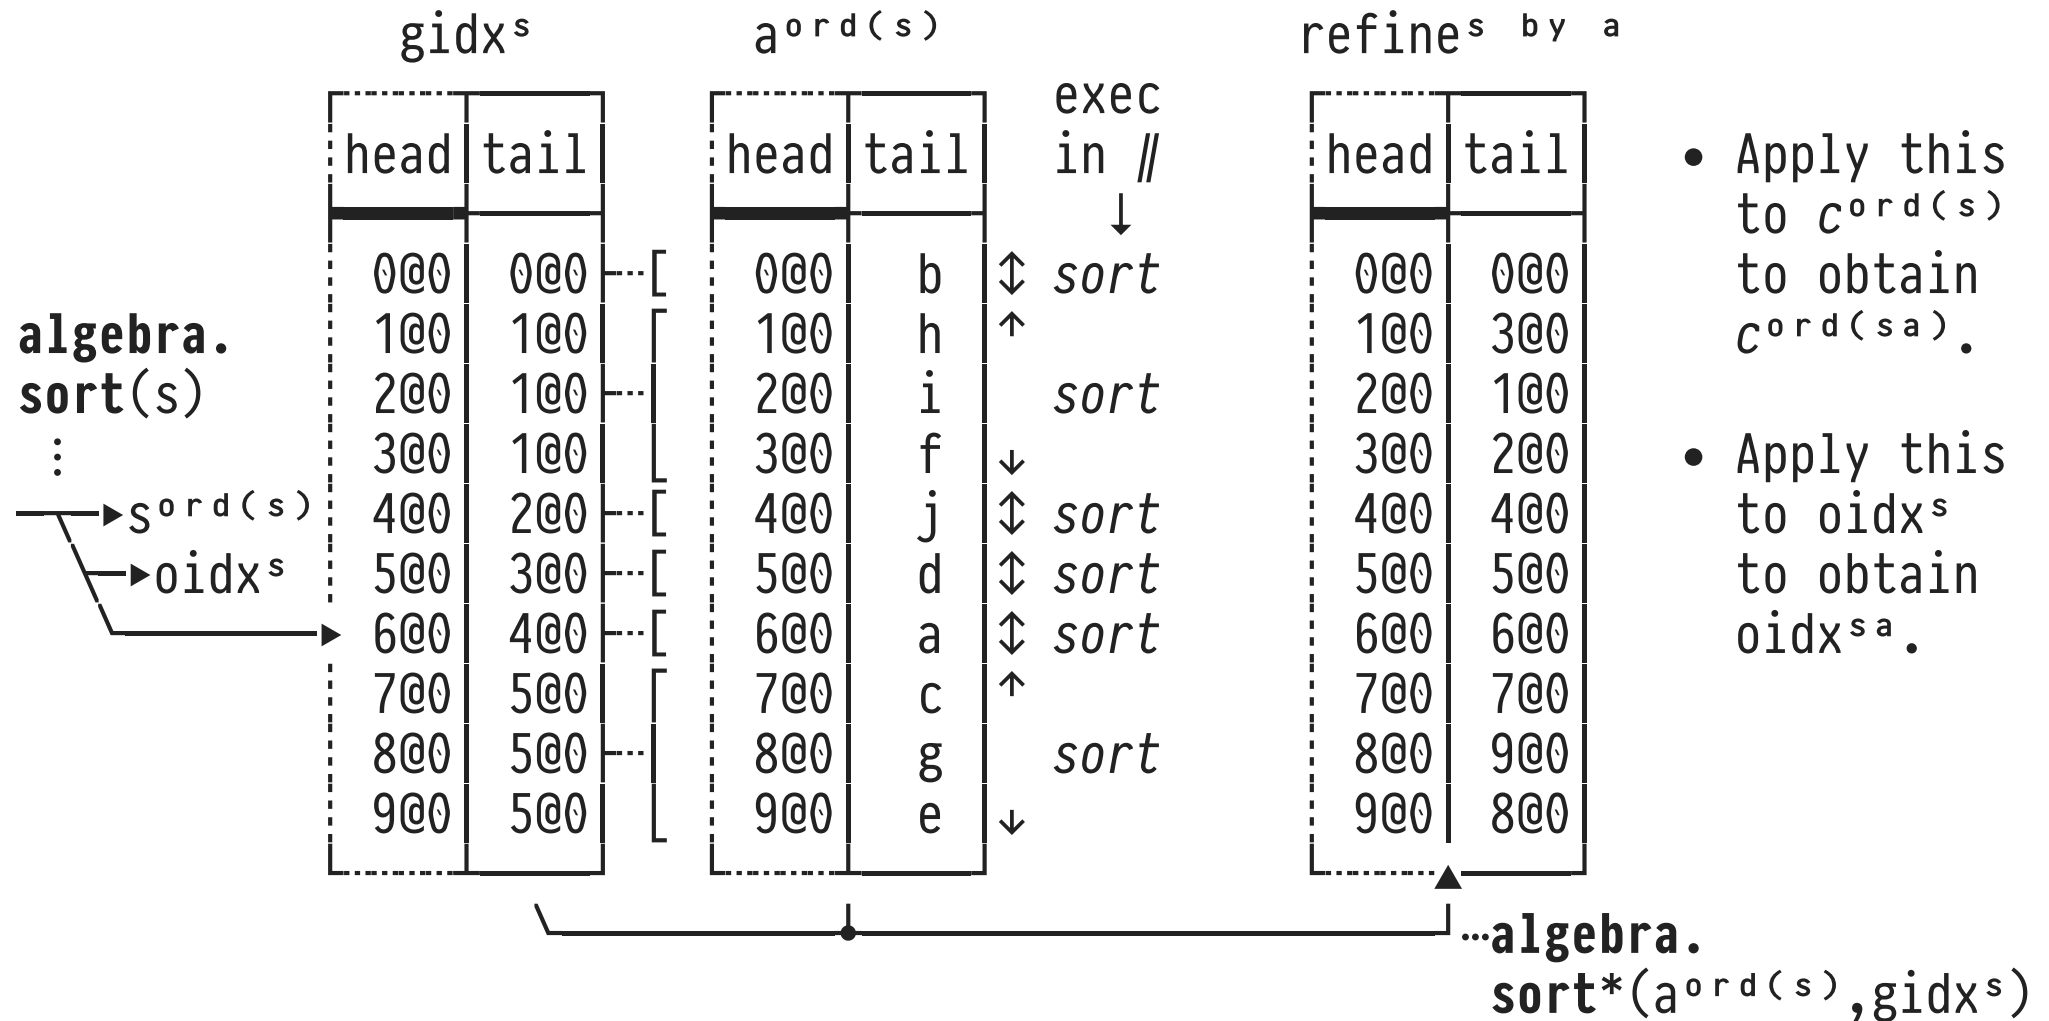 gidxˢ aᵒʳᵈ⁽ˢ⁾ refineˢ ᵇʸ ᵃ
exec
in //
↓
head tail head tail head tail
0@0 0@0 0@0 b ↕ sort 0@0 0@0
1@0 1@0 1@0 h ↑ 1@0 3@0
2@0 1@0 2@0 i sort 2@0 1@0
3@0 1@0 3@0 f ↓ 3@0 2@0
4@0 2@0 4@0 j ↕ sort 4@0 4@0
5@0 3@0 5@0 d ↕ sort 5@0 5@0
6@0 4@0 6@0 a ↕ sort 6@0 6@0
7@0 5@0 7@0 c ↑ 7@0 7@0
8@0 5@0 8@0 g sort 8@0 9@0
9@0 5@0 9@0 e ↓ 9@0 8@0
algebra.
sort(s)
⋮
sᵒʳᵈ⁽ˢ⁾
oidxˢ
• Apply this
to cᵒʳᵈ⁽ˢ⁾
to obtain
cᵒʳᵈ⁽ˢᵃ⁾.
• Apply this
to oidxˢ
to obtain
oidxˢᵃ.
…algebra.
sort*(aᵒʳᵈ⁽ˢ⁾,gidxˢ)